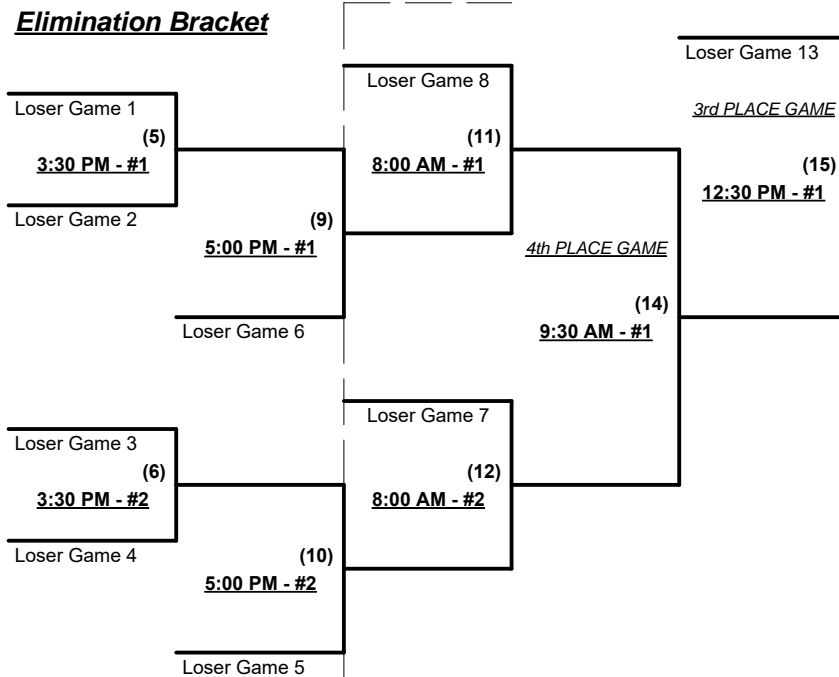 Elimination Bracket
Loser Game 13
Loser Game 8
Loser Game 1
3rd PLACE GAME
(5)
(11)
3:30 PM - #1
8:00 AM - #1
(15)
12:30 PM - #1
Loser Game 2
(9)
5:00 PM - #1
4th PLACE GAME
(14)
Loser Game 6
9:30 AM - #1
Loser Game 7
Loser Game 3
(6)
(12)
3:30 PM - #2
8:00 AM - #2
Loser Game 4
(10)
5:00 PM - #2
Loser Game 5